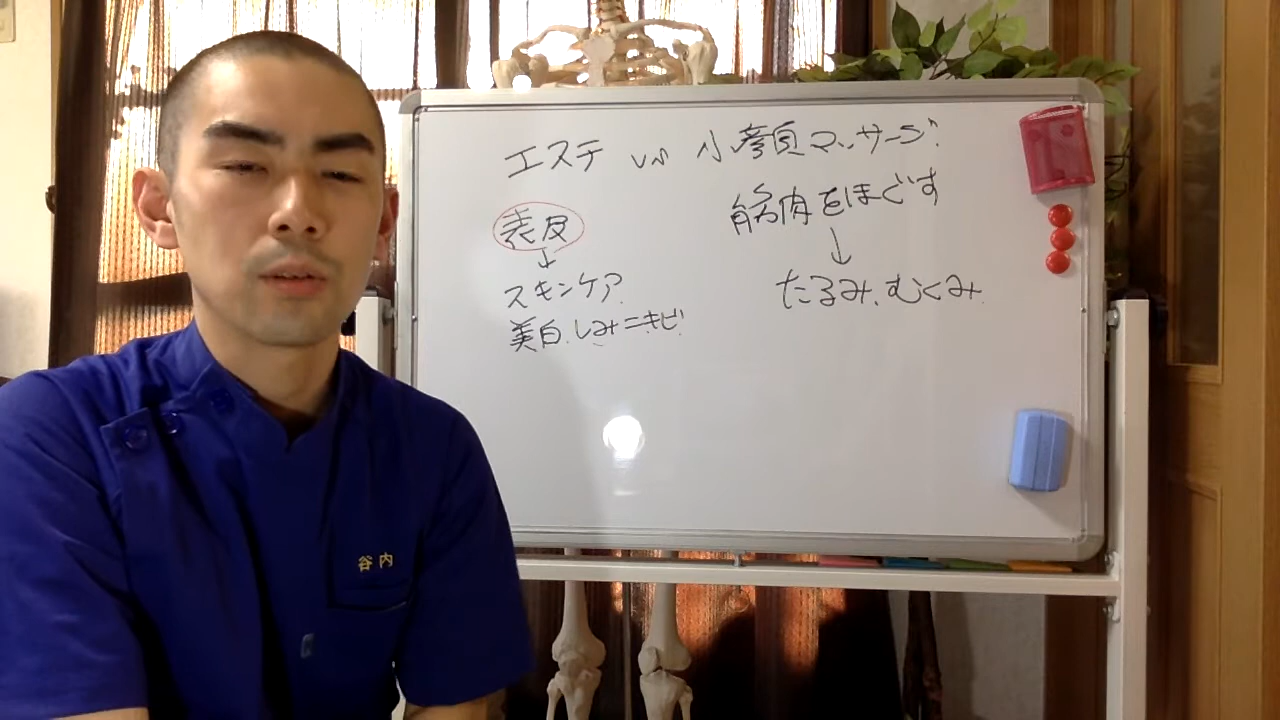 エステ vs 小顔マッサージ
表皮
↓
スキンケア
美白、しみ ニキビ
筋肉をほぐす
↓
たるみ、むくみ
谷内